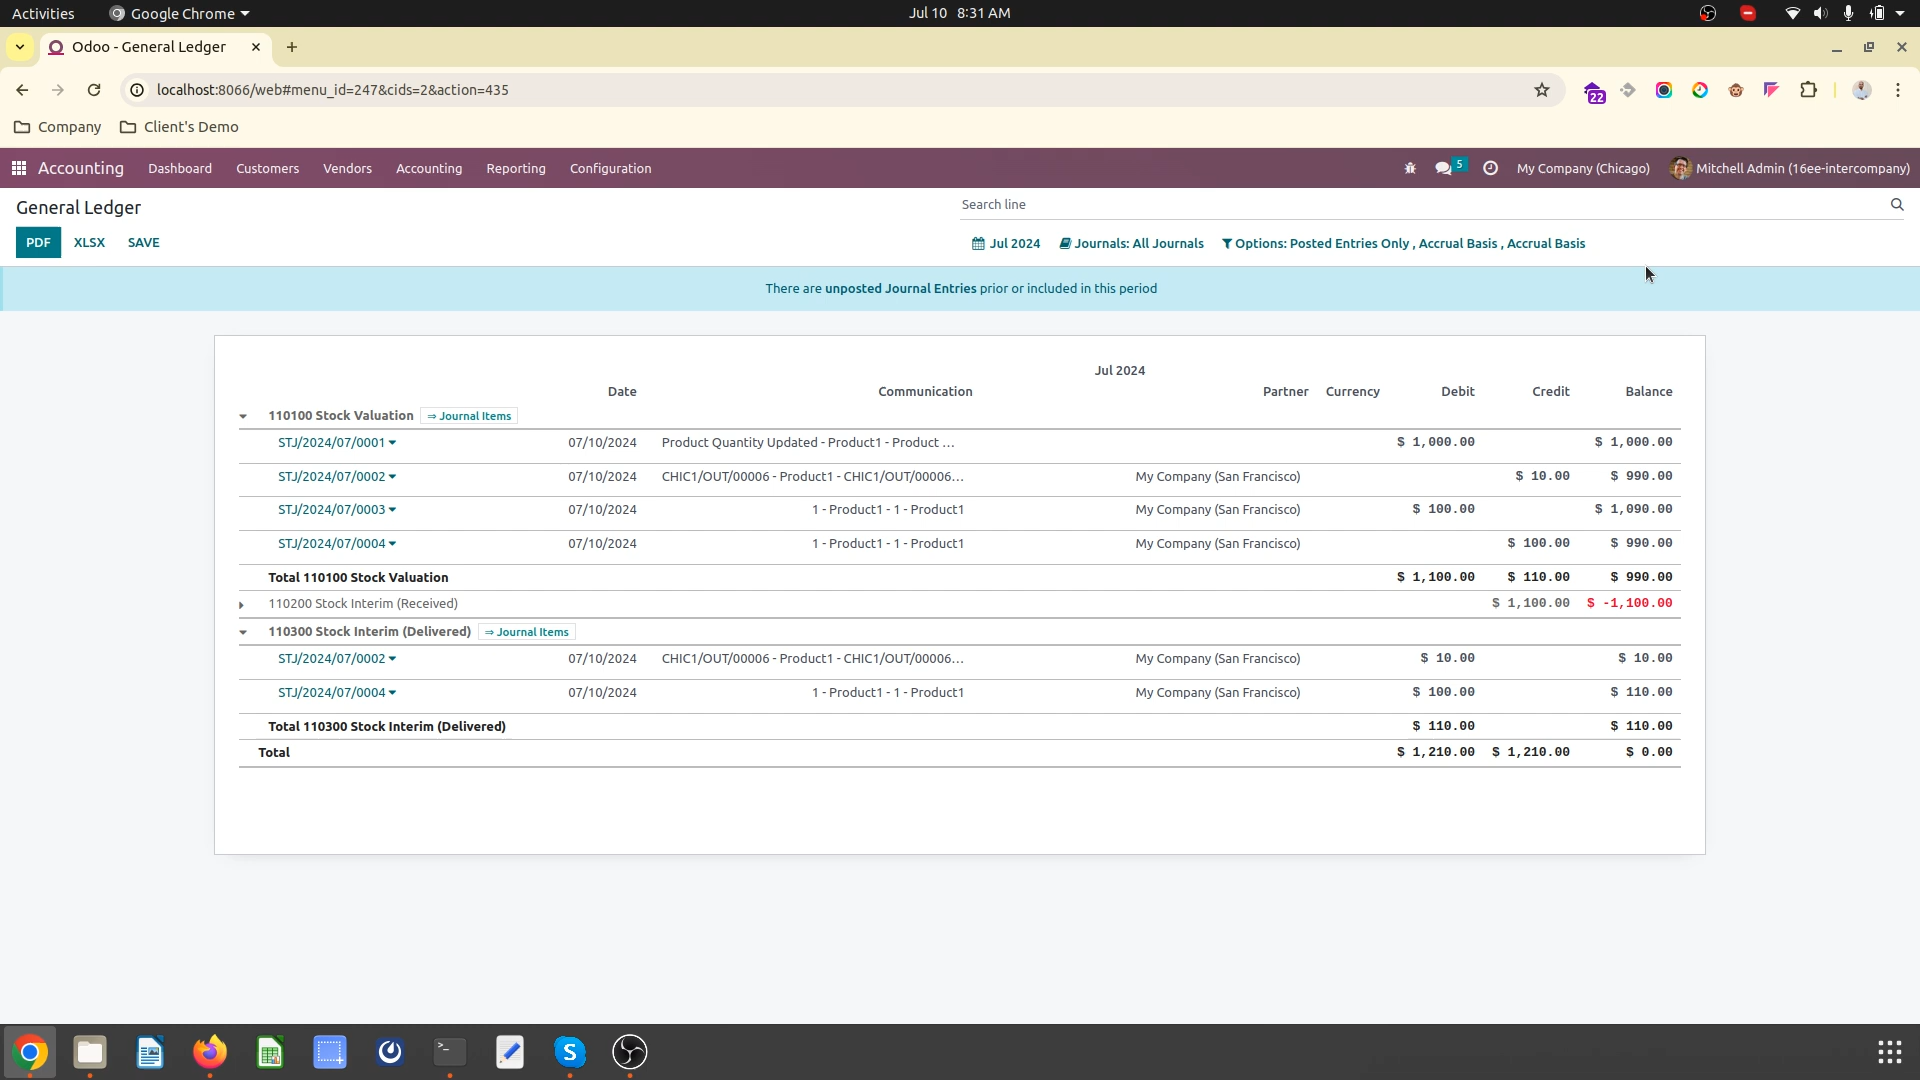 Activities Google Chrome Jul 10 8:31 AM
Odoo - General Ledger
localhost:8066/web#menu_id=247&cids=2&action=435 22
Company Client's Demo
Accounting Dashboard Customers Vendors Accounting Reporting Configuration 5 My Company (Chicago) Mitchell Admin (16ee-intercompany)
General Ledger Search line
PDF XLSX SAVE Jul 2024 Journals: All Journals Options: Posted Entries Only , Accrual Basis , Accrual Basis
There are unposted Journal Entries prior or included in this period
Jul 2024
Date Communication Partner Currency Debit Credit Balance
110100 Stock Valuation ⇒ Journal Items
STJ/2024/07/0001 07/10/2024 Product Quantity Updated - Product1 - Product ... $ 1,000.00 $ 1,000.00
STJ/2024/07/0002 07/10/2024 CHIC1/OUT/00006 - Product1 - CHIC1/OUT/00006... My Company (San Francisco) $ 10.00 $ 990.00
STJ/2024/07/0003 07/10/2024 1 - Product1 - 1 - Product1 My Company (San Francisco) $ 100.00 $ 1,090.00
STJ/2024/07/0004 07/10/2024 1 - Product1 - 1 - Product1 My Company (San Francisco) $ 100.00 $ 990.00
Total 110100 Stock Valuation $ 1,100.00 $ 110.00 $ 990.00
110200 Stock Interim (Received) $ 1,100.00 $ -1,100.00
110300 Stock Interim (Delivered) ⇒ Journal Items
STJ/2024/07/0002 07/10/2024 CHIC1/OUT/00006 - Product1 - CHIC1/OUT/00006... My Company (San Francisco) $ 10.00 $ 10.00
STJ/2024/07/0004 07/10/2024 1 - Product1 - 1 - Product1 My Company (San Francisco) $ 100.00 $ 110.00
Total 110300 Stock Interim (Delivered) $ 110.00 $ 110.00
Total $ 1,210.00 $ 1,210.00 $ 0.00